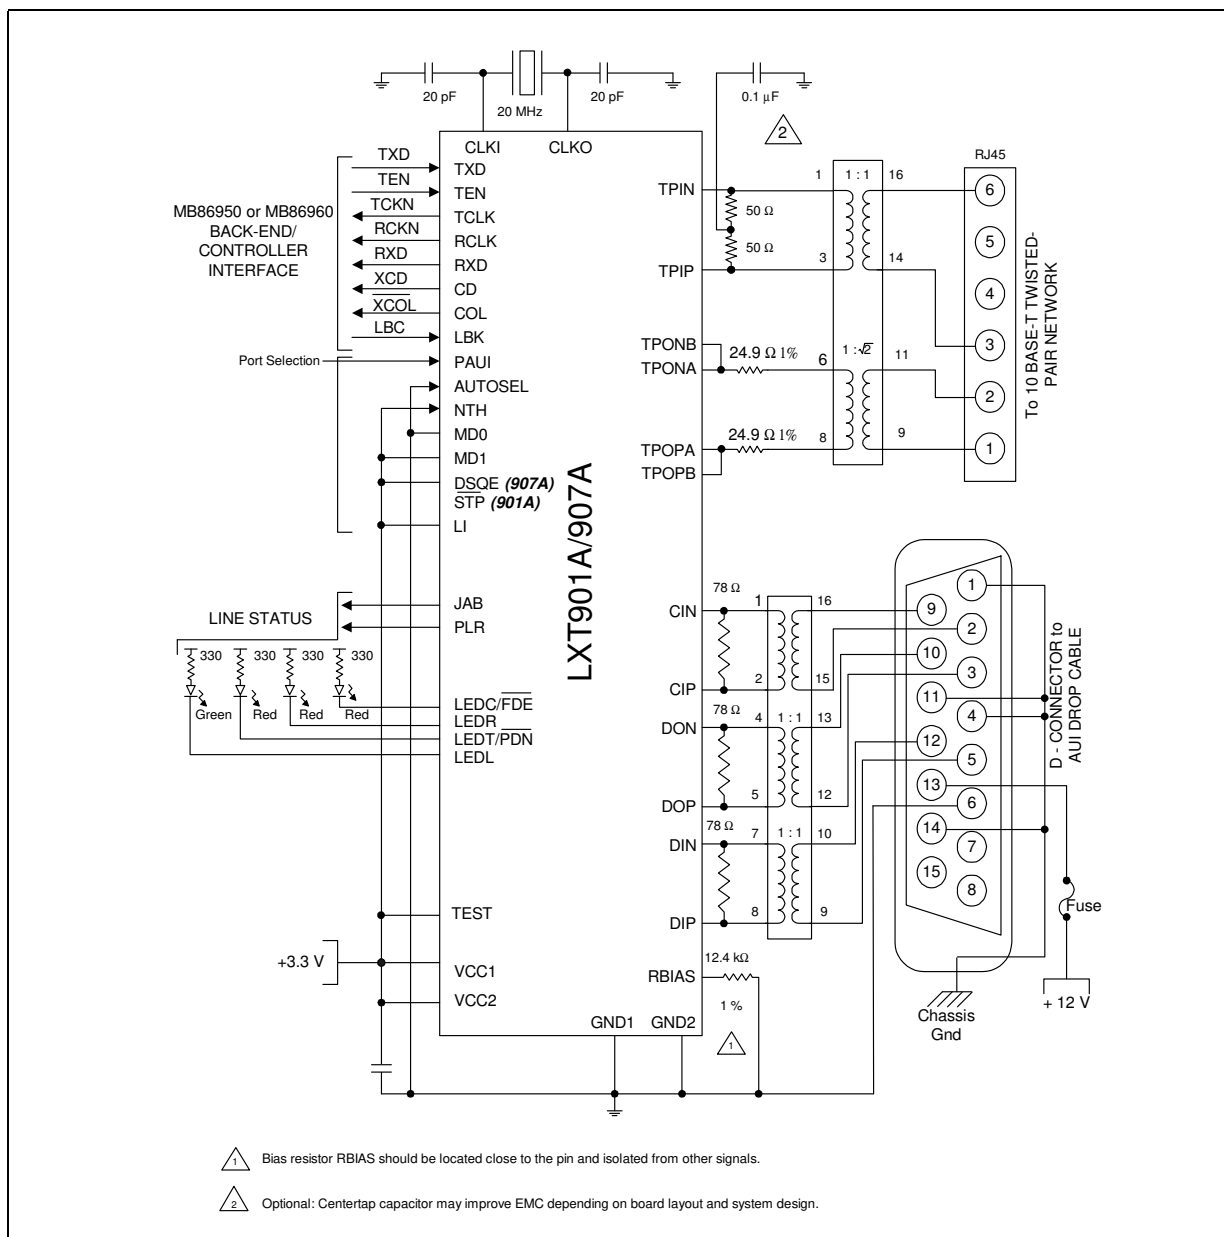 20 pF
20 MHz
20 pF
0.1 µF
2
CLKI
CLKO
MB86950 or MB86960
BACK-END/
CONTROLLER
INTERFACE
TXD
TEN
TCKN
RCKN
RXD
XCD
XCOL
LBC
Port Selection
TXD
TEN
TCLK
RCLK
RXD
CD
COL
LBK
PAUI
AUTOSEL
NTH
MD0
MD1
DSQE (907A)
STP (901A)
LI
JAB
PLR
LEDC/FDE
LEDR
LEDT/PDN
LEDL
TEST
VCC1
VCC2
LINE STATUS
330
330
330
330
Green
Red
Red
Red
+3.3 V
LXT901A/907A
GND1
GND2
TPIN
TPIP
TPONB
TPONA
TPOPA
TPOPB
CIN
CIP
DON
DOP
DIN
DIP
RBIAS
50 Ω
50 Ω
24.9 Ω 1%
24.9 Ω 1%
1
1 : 1
16
3
14
6
1 : √2
11
8
9
RJ45
6
5
4
3
2
1
To 10 BASE-T TWISTED-
PAIR NETWORK
78 Ω
78 Ω
78 Ω
1
16
2
15
4
1 : 1
13
5
12
7
1 : 1
10
8
9
1
9
2
10
3
11
4
12
5
13
6
14
7
15
8
D - CONNECTOR to
AUI DROP CABLE
Fuse
+ 12 V
Chassis
Gnd
12.4 kΩ
1 %
1
1 Bias resistor RBIAS should be located close to the pin and isolated from other signals.
2 Optional: Centertap capacitor may improve EMC depending on board layout and system design.